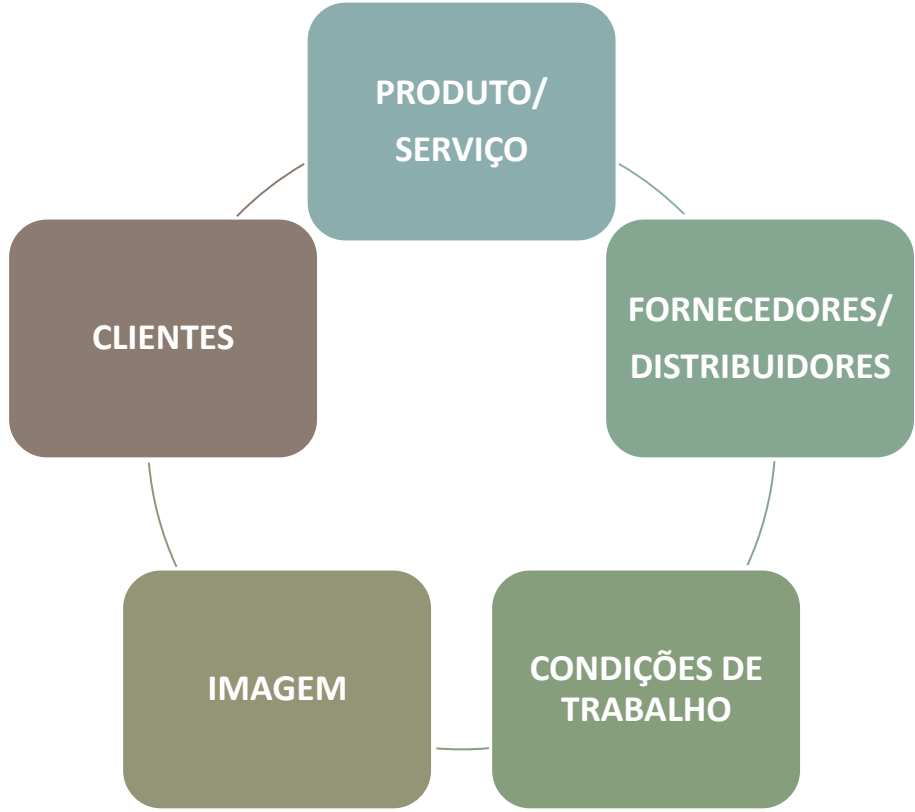 PRODUTO/
SERVIÇO
CLIENTES
FORNECEDORES/
DISTRIBUIDORES
IMAGEM
CONDIÇÕES DE
TRABALHO